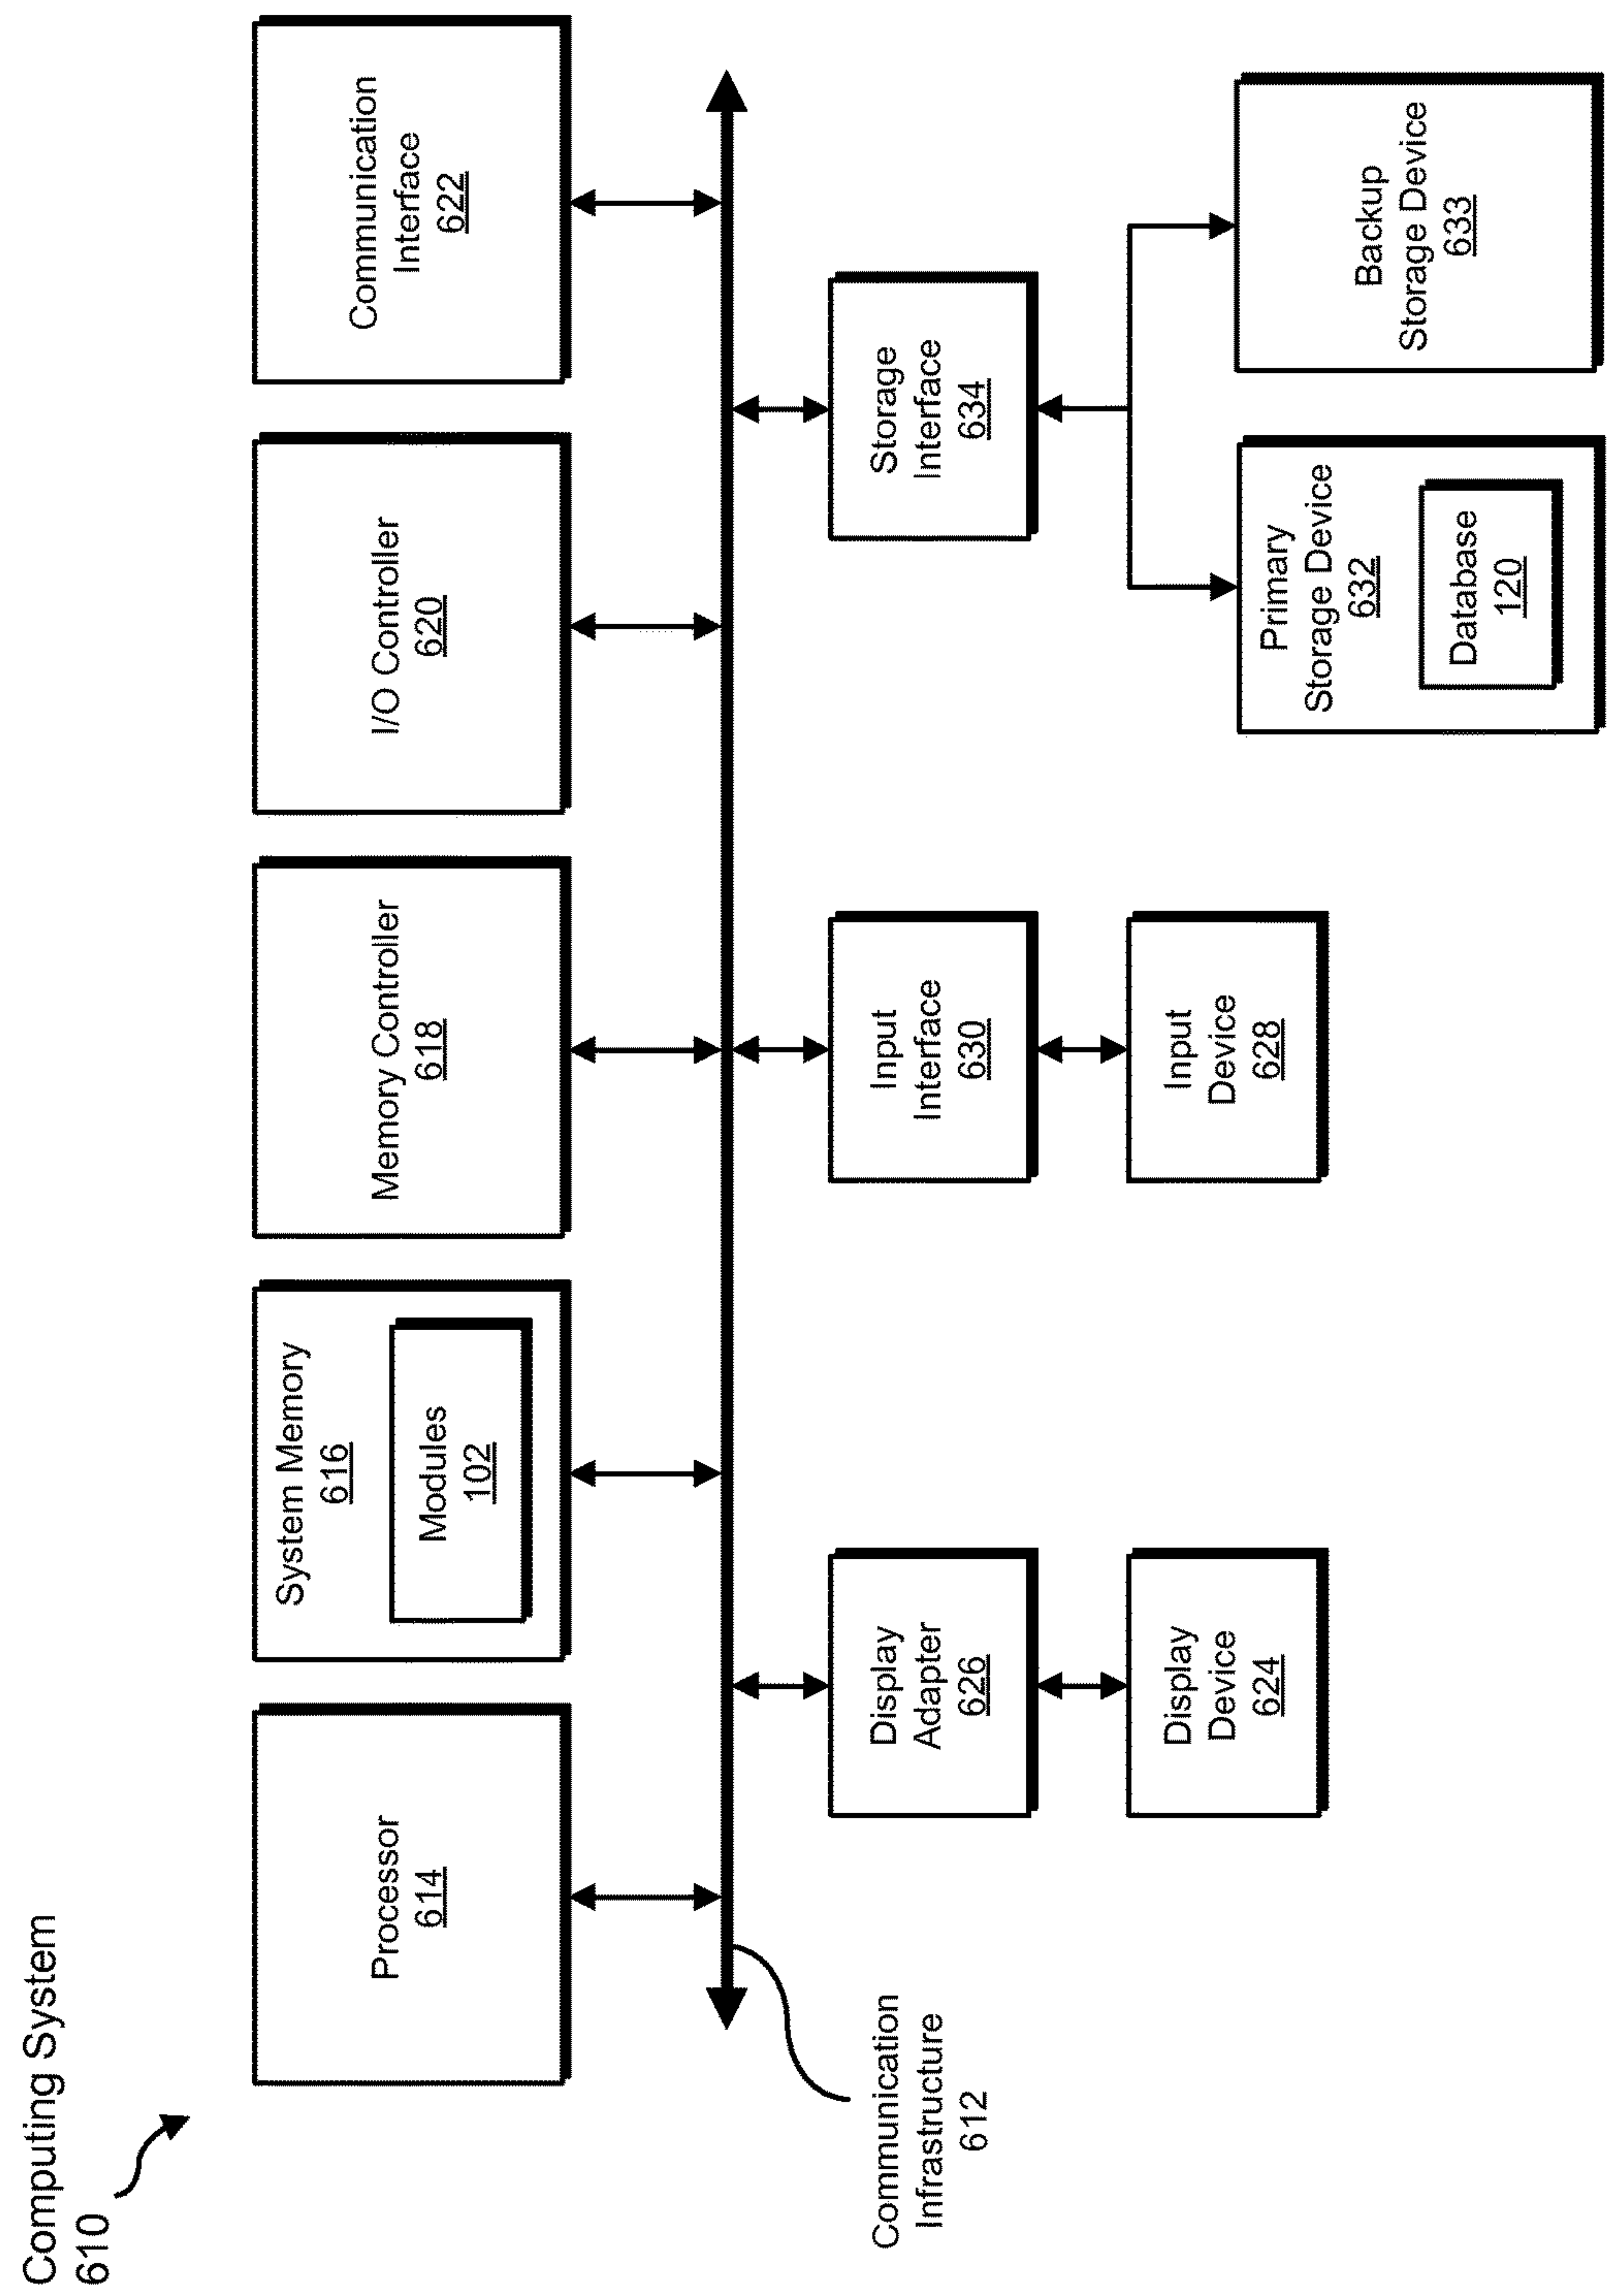 Computing System
610
Processor
614
System Memory
616
Modules
102
Memory Controller
618
I/O Controller
620
Communication
Interface
622
Communication
Infrastructure
612
Display
Adapter
626
Input
Interface
630
Storage
Interface
634
Display
Device
624
Input
Device
628
Primary
Storage Device
632
Database
120
Backup
Storage Device
633